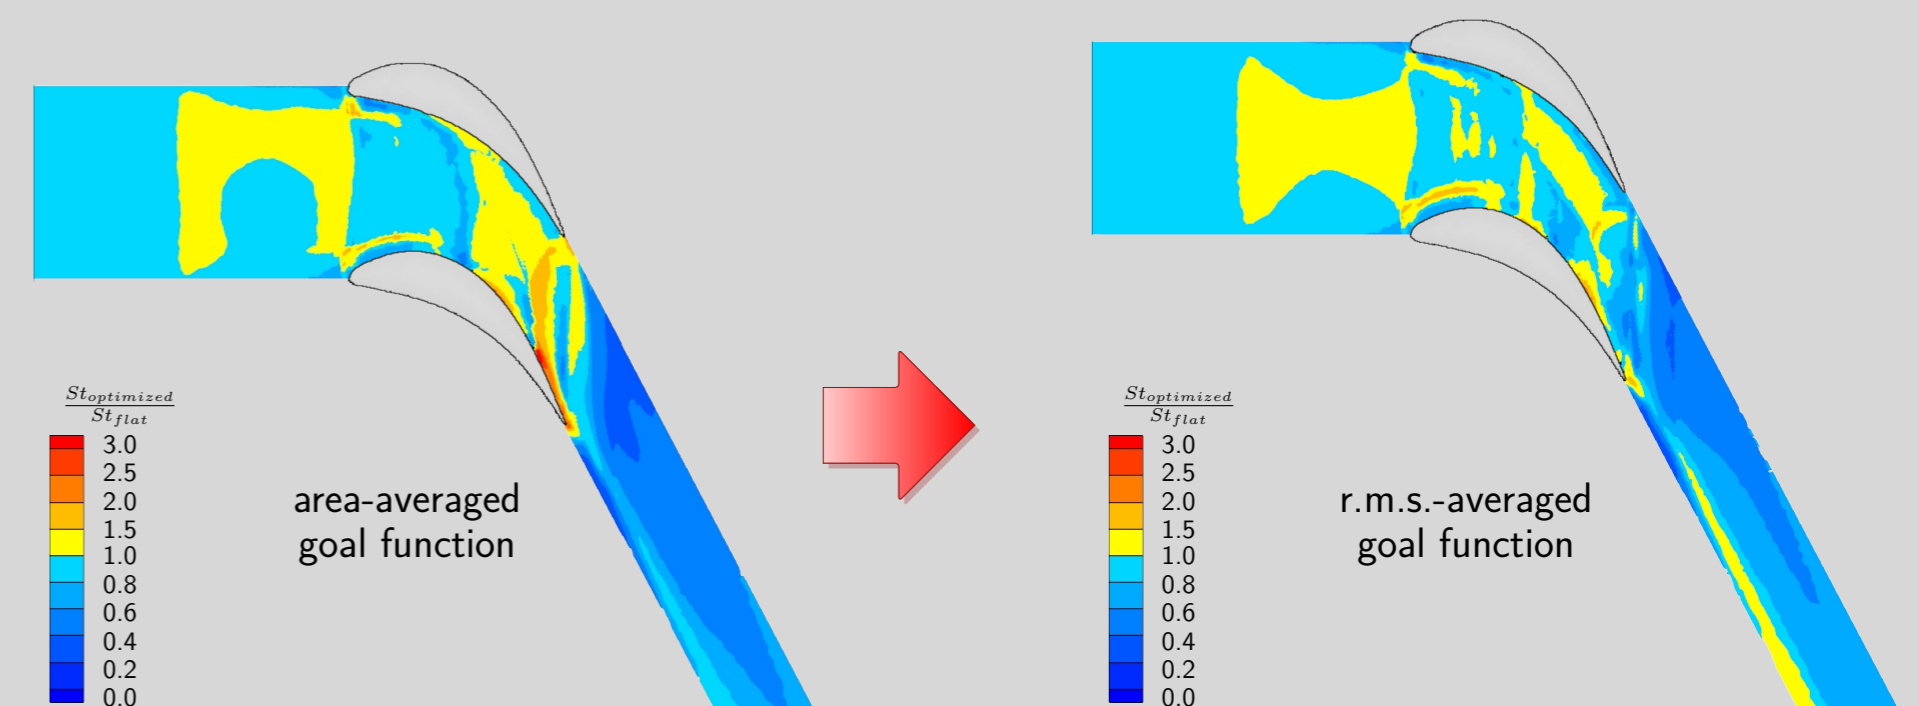 St_optimized
St_flat
3.0
2.5
2.0
1.5
1.0
0.8
0.6
0.4
0.2
0.0
area-averaged
goal function
St_optimized
St_flat
3.0
2.5
2.0
1.5
1.0
0.8
0.6
0.4
0.2
0.0
r.m.s.-averaged
goal function